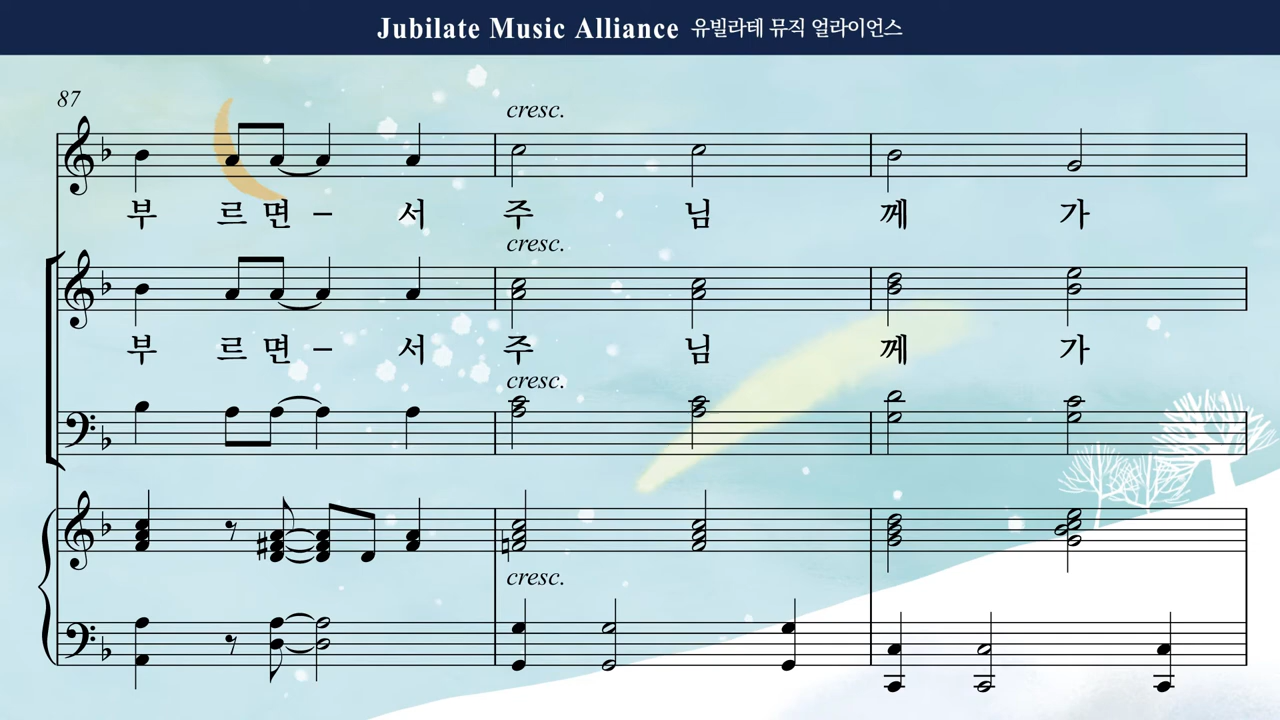 Jubilate Music Alliance 유빌라테 뮤직 얼라이언스
87
cresc.
부 르 면 – 서 주 님 께 가
cresc.
부 르 면 – 서 주 님 께 가
cresc.
cresc.